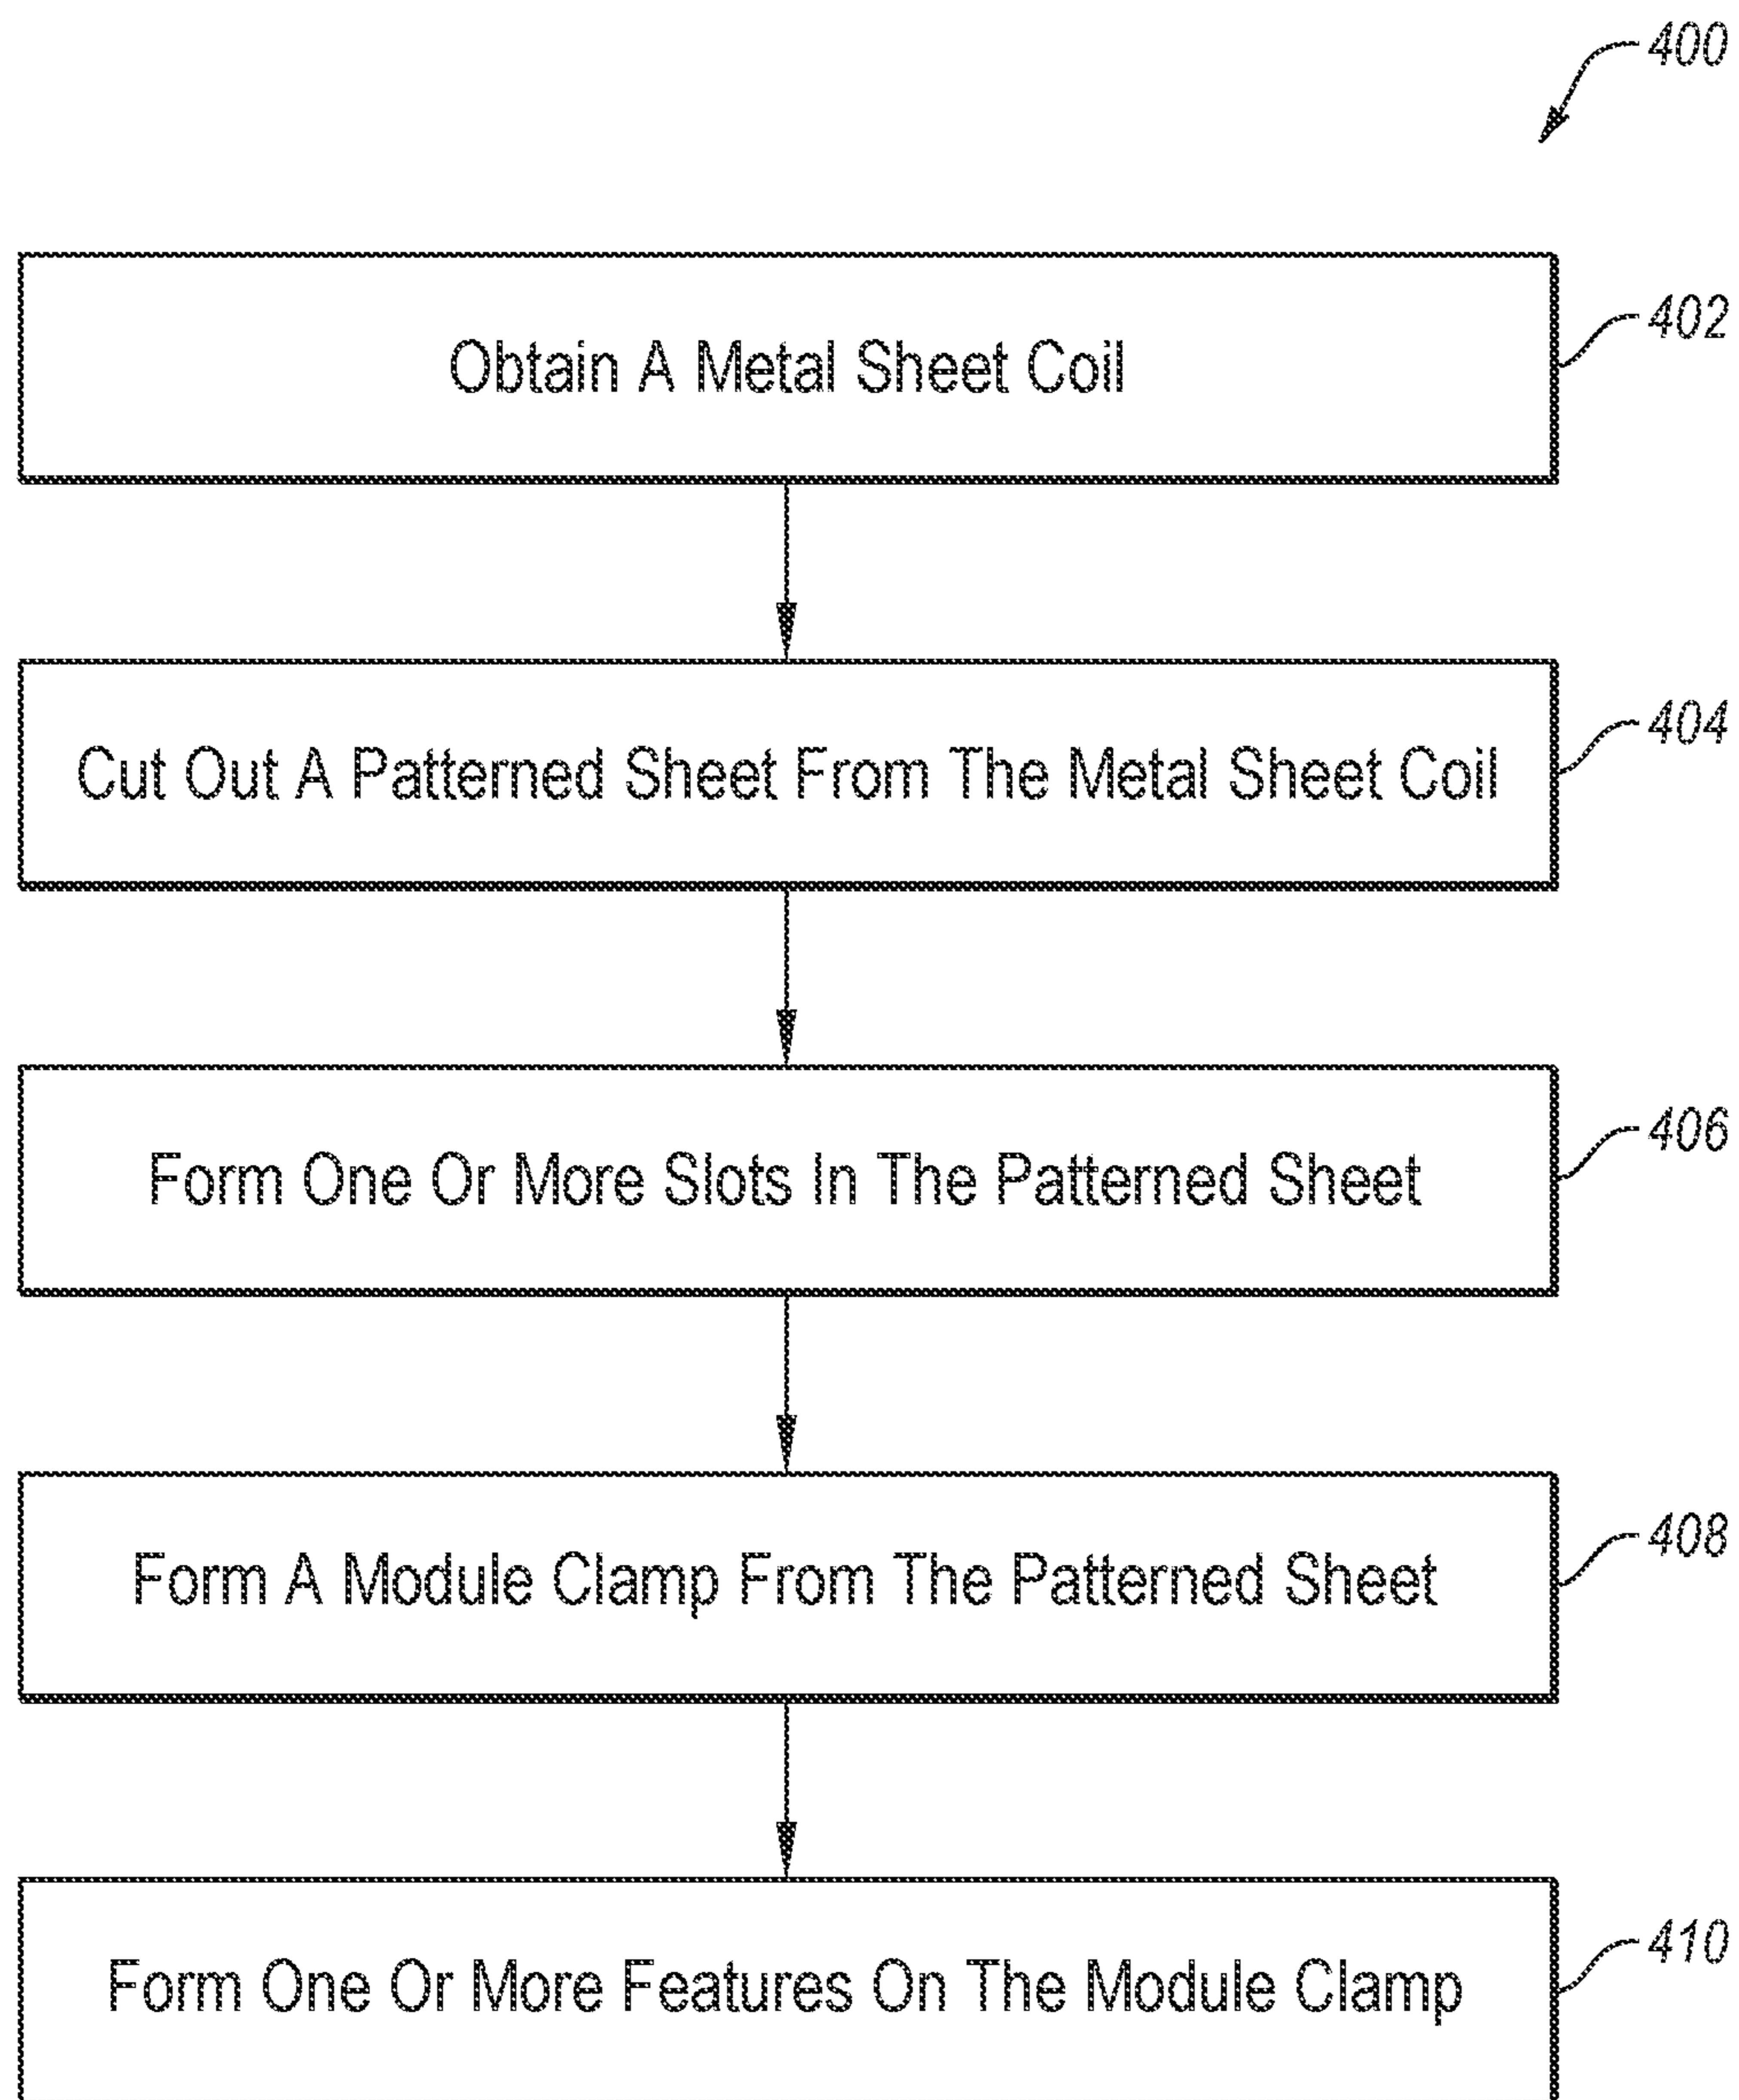 400
Obtain A Metal Sheet Coil
402
Cut Out A Patterned Sheet From The Metal Sheet Coil
404
Form One Or More Slots In The Patterned Sheet
406
Form A Module Clamp From The Patterned Sheet
408
Form One Or More Features On The Module Clamp
410